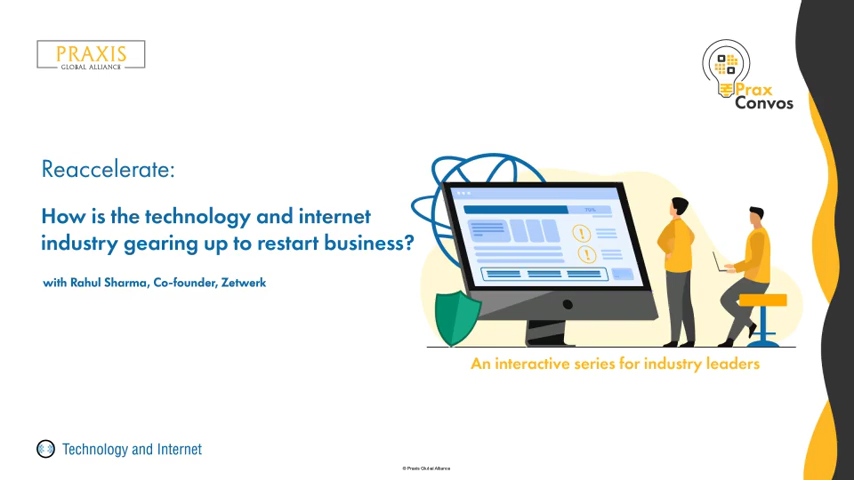 PRAXIS
GLOBAL ALLIANCE
Prax
Convos
Reaccelerate:
How is the technology and internet
industry gearing up to restart business?
with Rahul Sharma, Co-founder, Zetwerk
75%
An interactive series for industry leaders
Technology and Internet
© Praxis Global Alliance